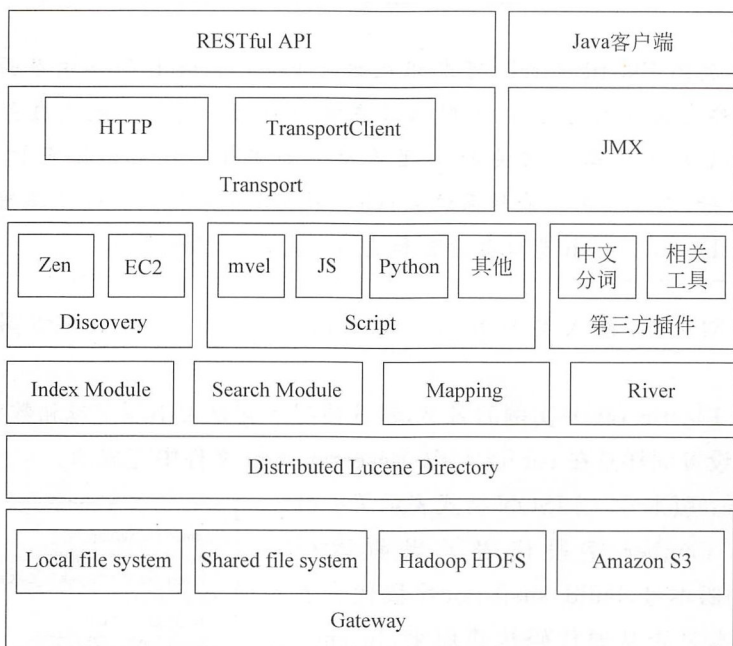 RESTful API
Java客户端
HTTP
TransportClient
Transport
JMX
Zen
EC2
Discovery
mvel
JS
Python
其他
Script
中文
分词
相关
工具
第三方插件
Index Module
Search Module
Mapping
River
Distributed Lucene Directory
Local file system
Shared file system
Hadoop HDFS
Amazon S3
Gateway